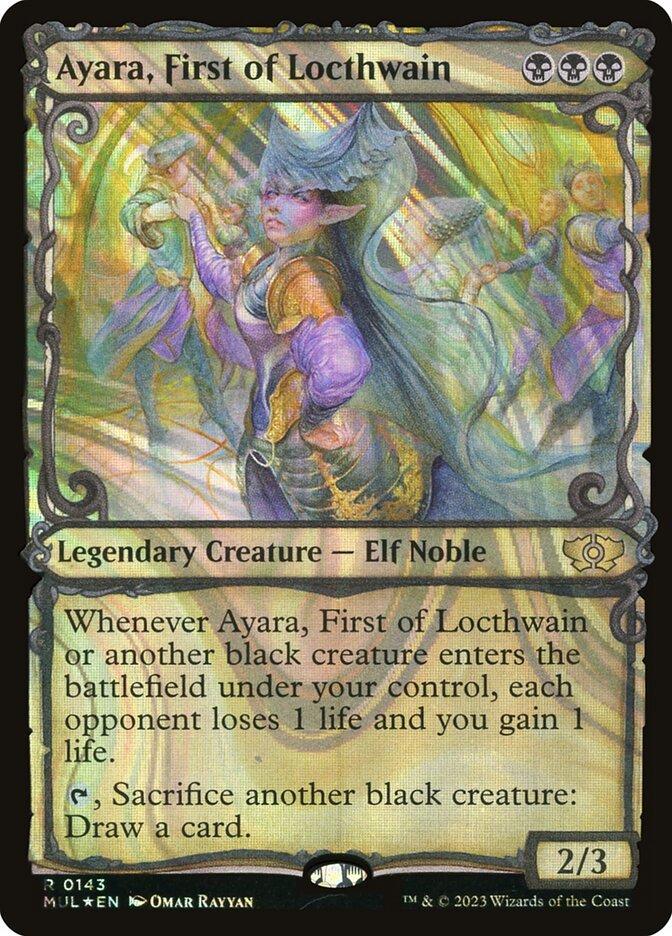 Ayara, First of Locthwain
Legendary Creature — Elf Noble
Whenever Ayara, First of Locthwain
or another black creature enters the
battlefield under your control, each
opponent loses 1 life and you gain 1
life.
, Sacrifice another black creature:
Draw a card.
2/3
R 0143
MUL★EN Omar Rayyan
™ & © 2023 Wizards of the Coast